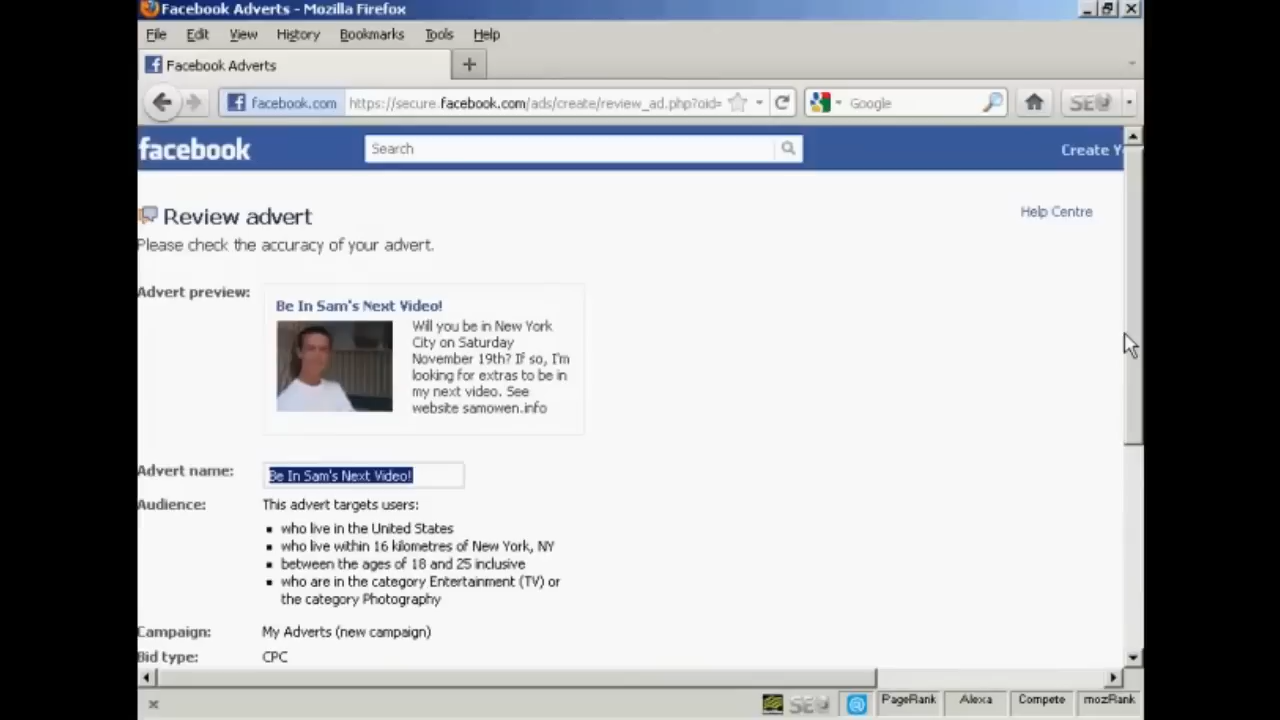 Facebook Adverts - Mozilla Firefox
File Edit View History Bookmarks Tools Help
Facebook Adverts
facebook.com https://secure.facebook.com/ads/create/review_ad.php?oid= Google
facebook Search Create Y
Review advert Help Centre
Please check the accuracy of your advert.
Advert preview:
Be In Sam's Next Video!
Will you be in New York
City on Saturday
November 19th? If so, I'm
looking for extras to be in
my next video. See
website samowen.info
Advert name: Be In Sam's Next Video!
Audience: This advert targets users:
who live in the United States
who live within 16 kilometres of New York, NY
between the ages of 18 and 25 inclusive
who are in the category Entertainment (TV) or
the category Photography
Campaign: My Adverts (new campaign)
Bid type: CPC
PageRank Alexa Compete mozRank